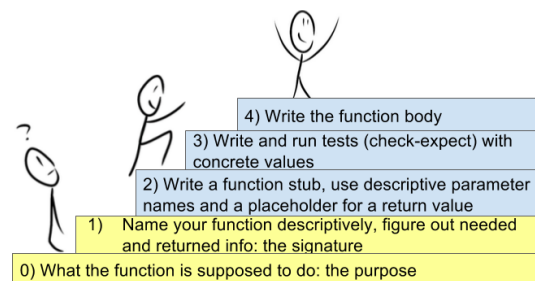 ?
4) Write the function body
3) Write and run tests (check-expect) with
concrete values
2) Write a function stub, use descriptive parameter
names and a placeholder for a return value
1) Name your function descriptively, figure out needed
and returned info: the signature
0) What the function is supposed to do: the purpose